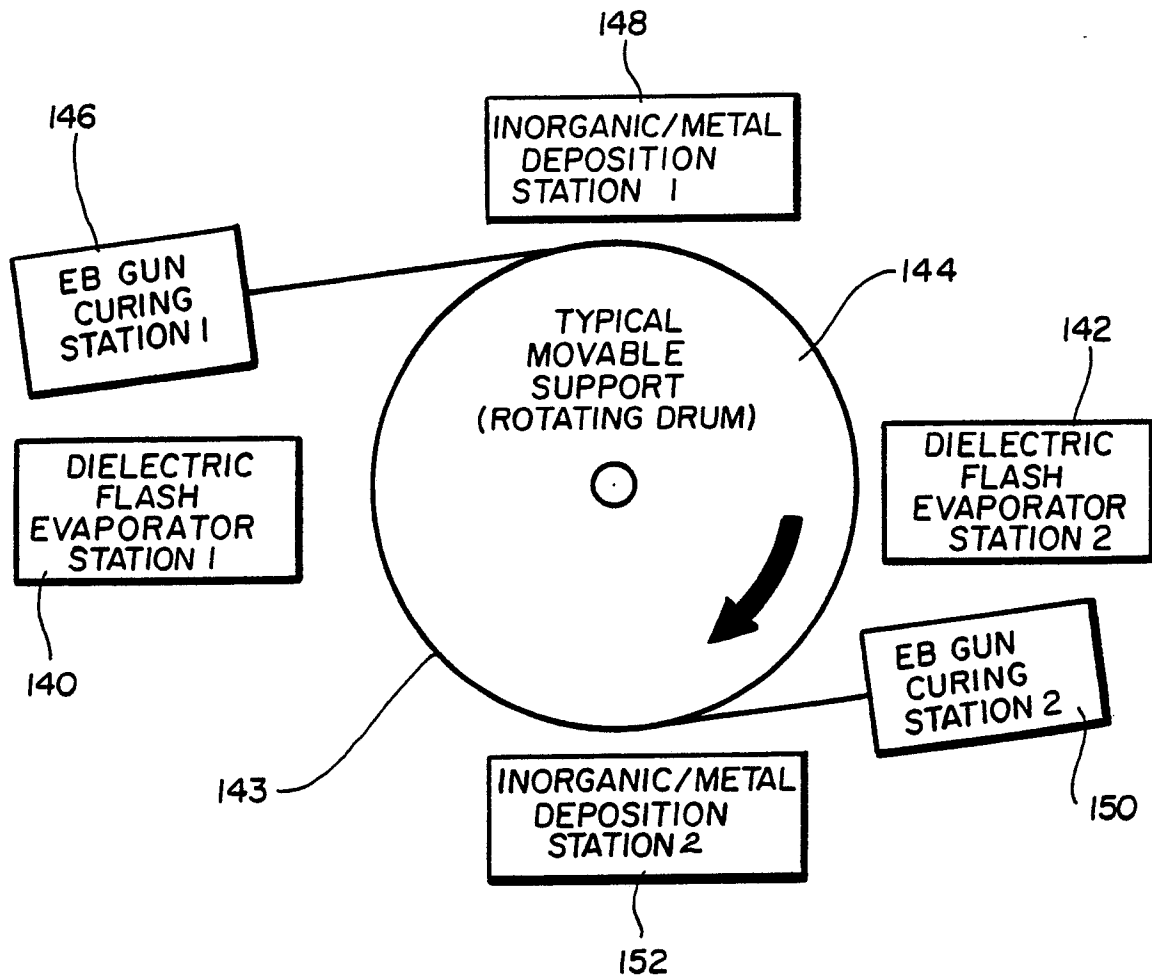 148
INORGANIC/METAL
DEPOSITION
STATION 1
146
EB GUN
CURING
STATION 1
144
TYPICAL
MOVABLE
SUPPORT
(ROTATING DRUM)
142
DIELECTRIC
FLASH
EVAPORATOR
STATION 2
DIELECTRIC
FLASH
EVAPORATOR
STATION 1
140
EB GUN
CURING
STATION 2
150
143
INORGANIC/METAL
DEPOSITION
STATION 2
152